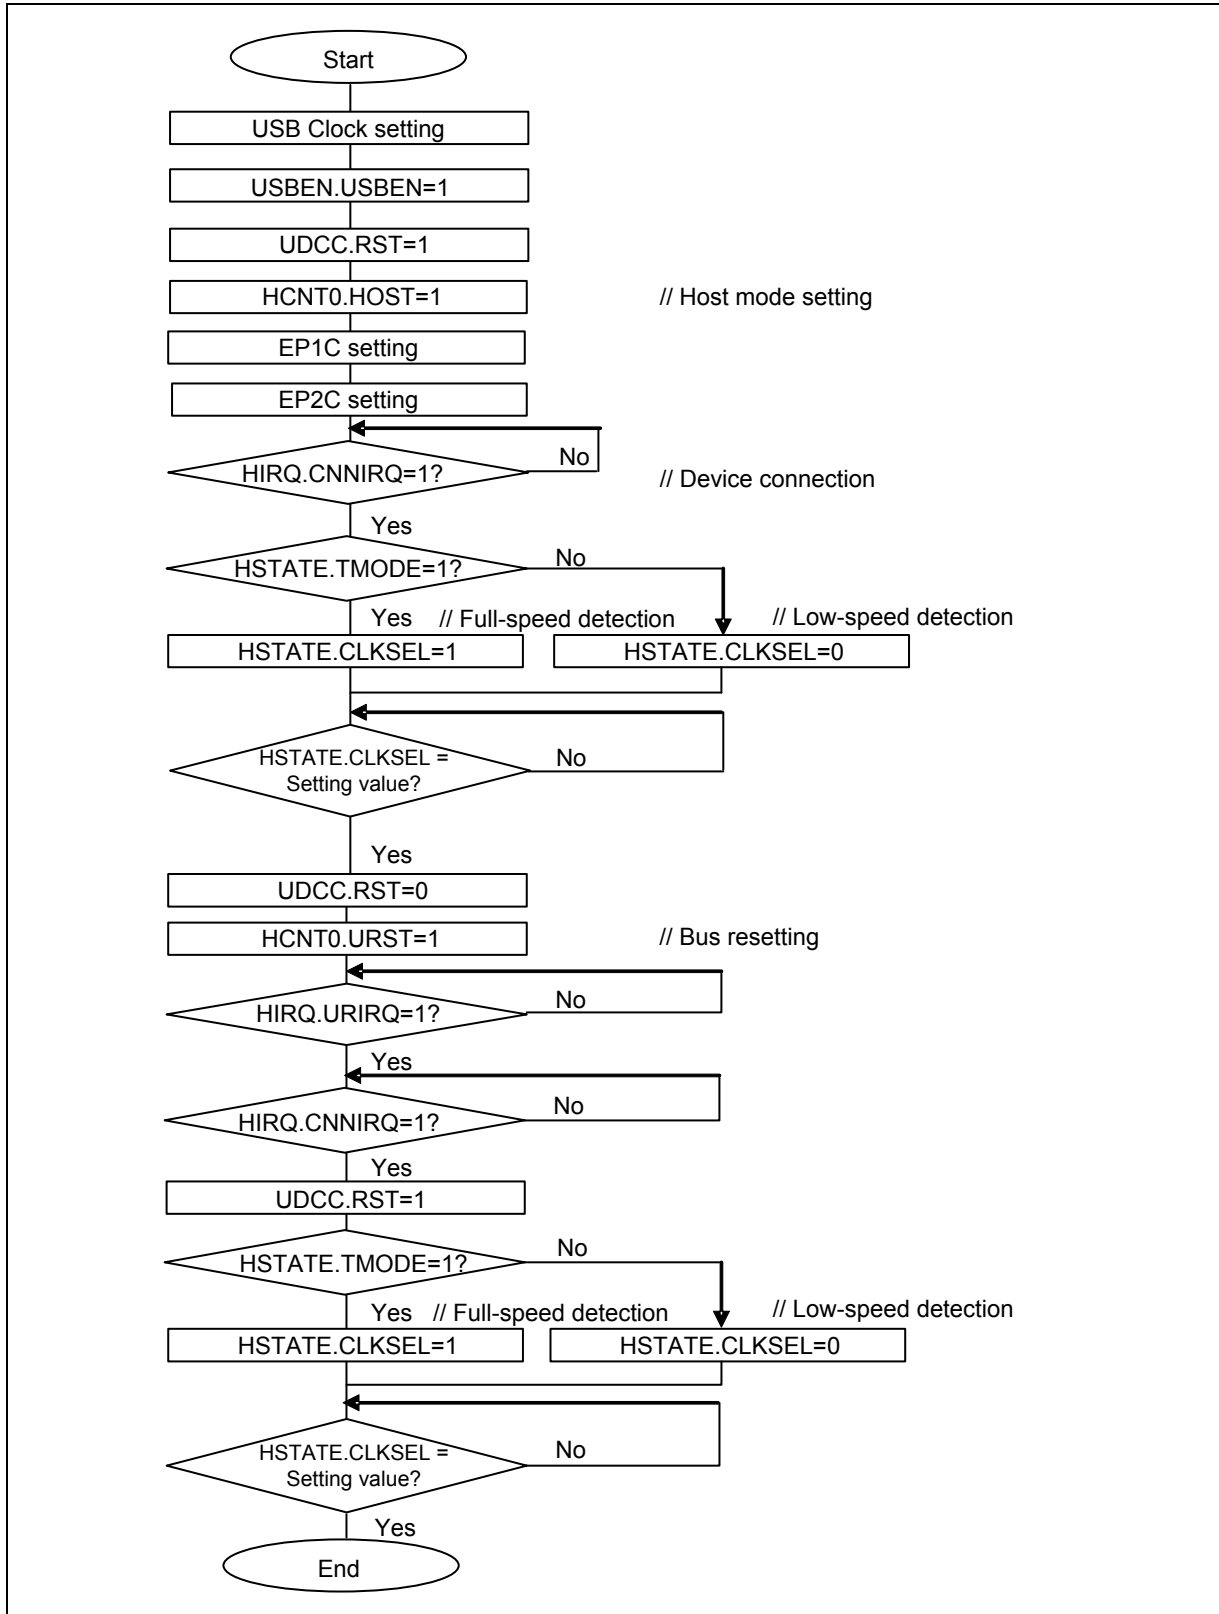 Start
USB Clock setting
USBEN.USBEN=1
UDCC.RST=1
HCNT0.HOST=1 // Host mode setting
EP1C setting
EP2C setting
No
HIRQ.CNNIRQ=1?
// Device connection
Yes
No
HSTATE.TMODE=1?
Yes // Full-speed detection // Low-speed detection
HSTATE.CLKSEL=1 HSTATE.CLKSEL=0
HSTATE.CLKSEL = No
Setting value?
Yes
UDCC.RST=0
HCNT0.URST=1 // Bus resetting
No
HIRQ.URIRQ=1?
Yes
No
HIRQ.CNNIRQ=1?
Yes
UDCC.RST=1
No
HSTATE.TMODE=1?
Yes // Full-speed detection // Low-speed detection
HSTATE.CLKSEL=1 HSTATE.CLKSEL=0
HSTATE.CLKSEL = No
Setting value?
Yes
End